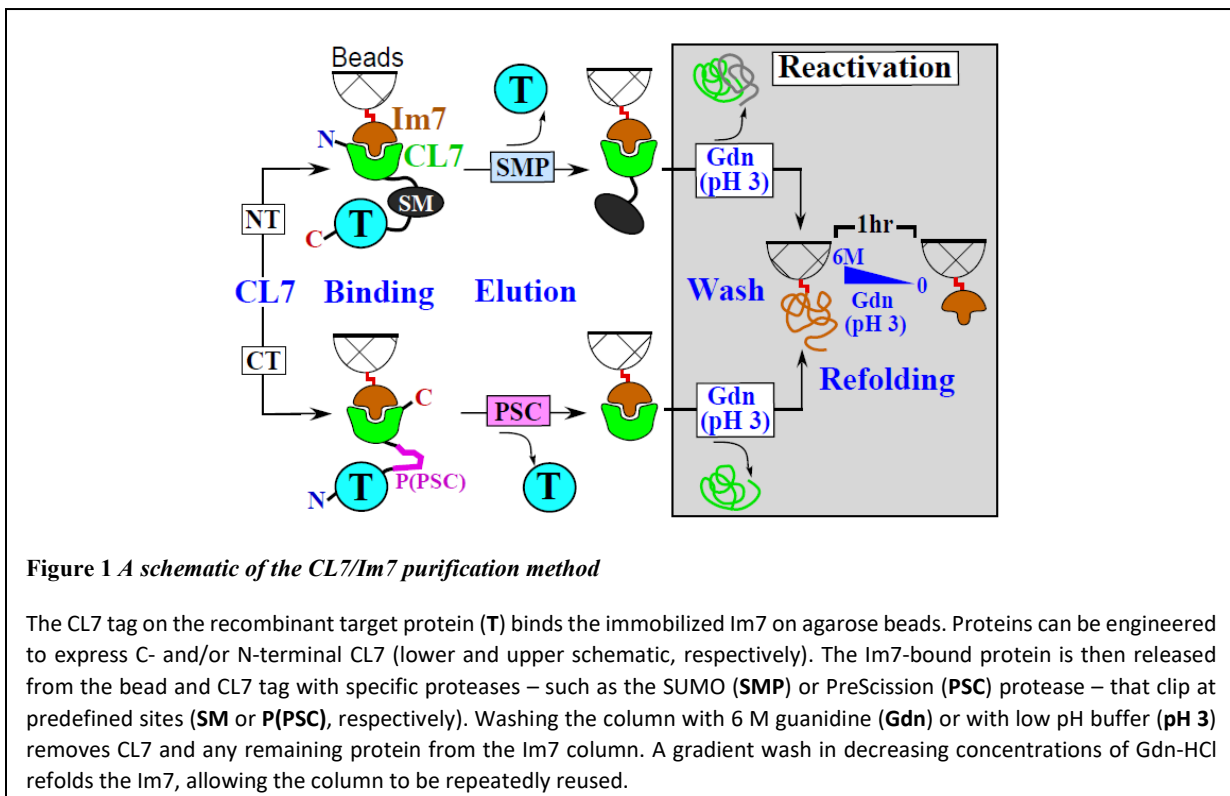 Beads
Reactivation
T
Im7
N
CL7
SMP
Gdn
(pH 3)
SM
NT
T
C
1hr
6M
0
CL7 Binding Elution
Wash
Gdn
(pH 3)
CT
Refolding
C
PSC
Gdn
(pH 3)
P(PSC)
T
N
T
Figure 1 A schematic of the CL7/Im7 purification method
The CL7 tag on the recombinant target protein (T) binds the immobilized Im7 on agarose beads. Proteins can be engineered
to express C- and/or N-terminal CL7 (lower and upper schematic, respectively). The Im7-bound protein is then released
from the bead and CL7 tag with specific proteases – such as the SUMO (SMP) or PreScission (PSC) protease – that clip at
predefined sites (SM or P(PSC), respectively). Washing the column with 6 M guanidine (Gdn) or with low pH buffer (pH 3)
removes CL7 and any remaining protein from the Im7 column. A gradient wash in decreasing concentrations of Gdn-HCl
refolds the Im7, allowing the column to be repeatedly reused.